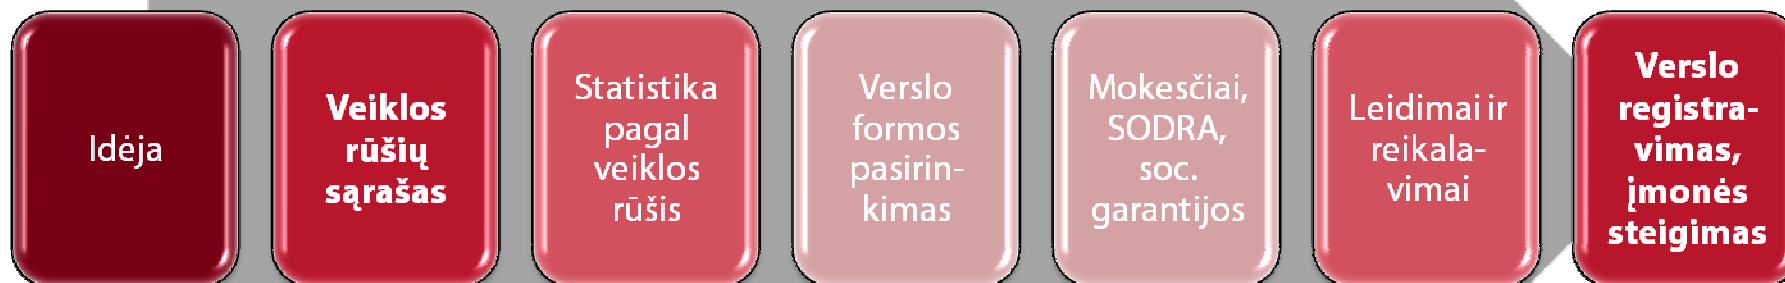 Idėja
Veiklos
rūšių
sąrašas
Statistika
pagal
veiklos
rūšis
Verslo
formos
pasirin-
kimas
Mokesčiai,
SODRA,
soc.
garantijos
Leidimai ir
reikala-
vimai
Verslo
registra-
vimas,
įmonės
steigimas